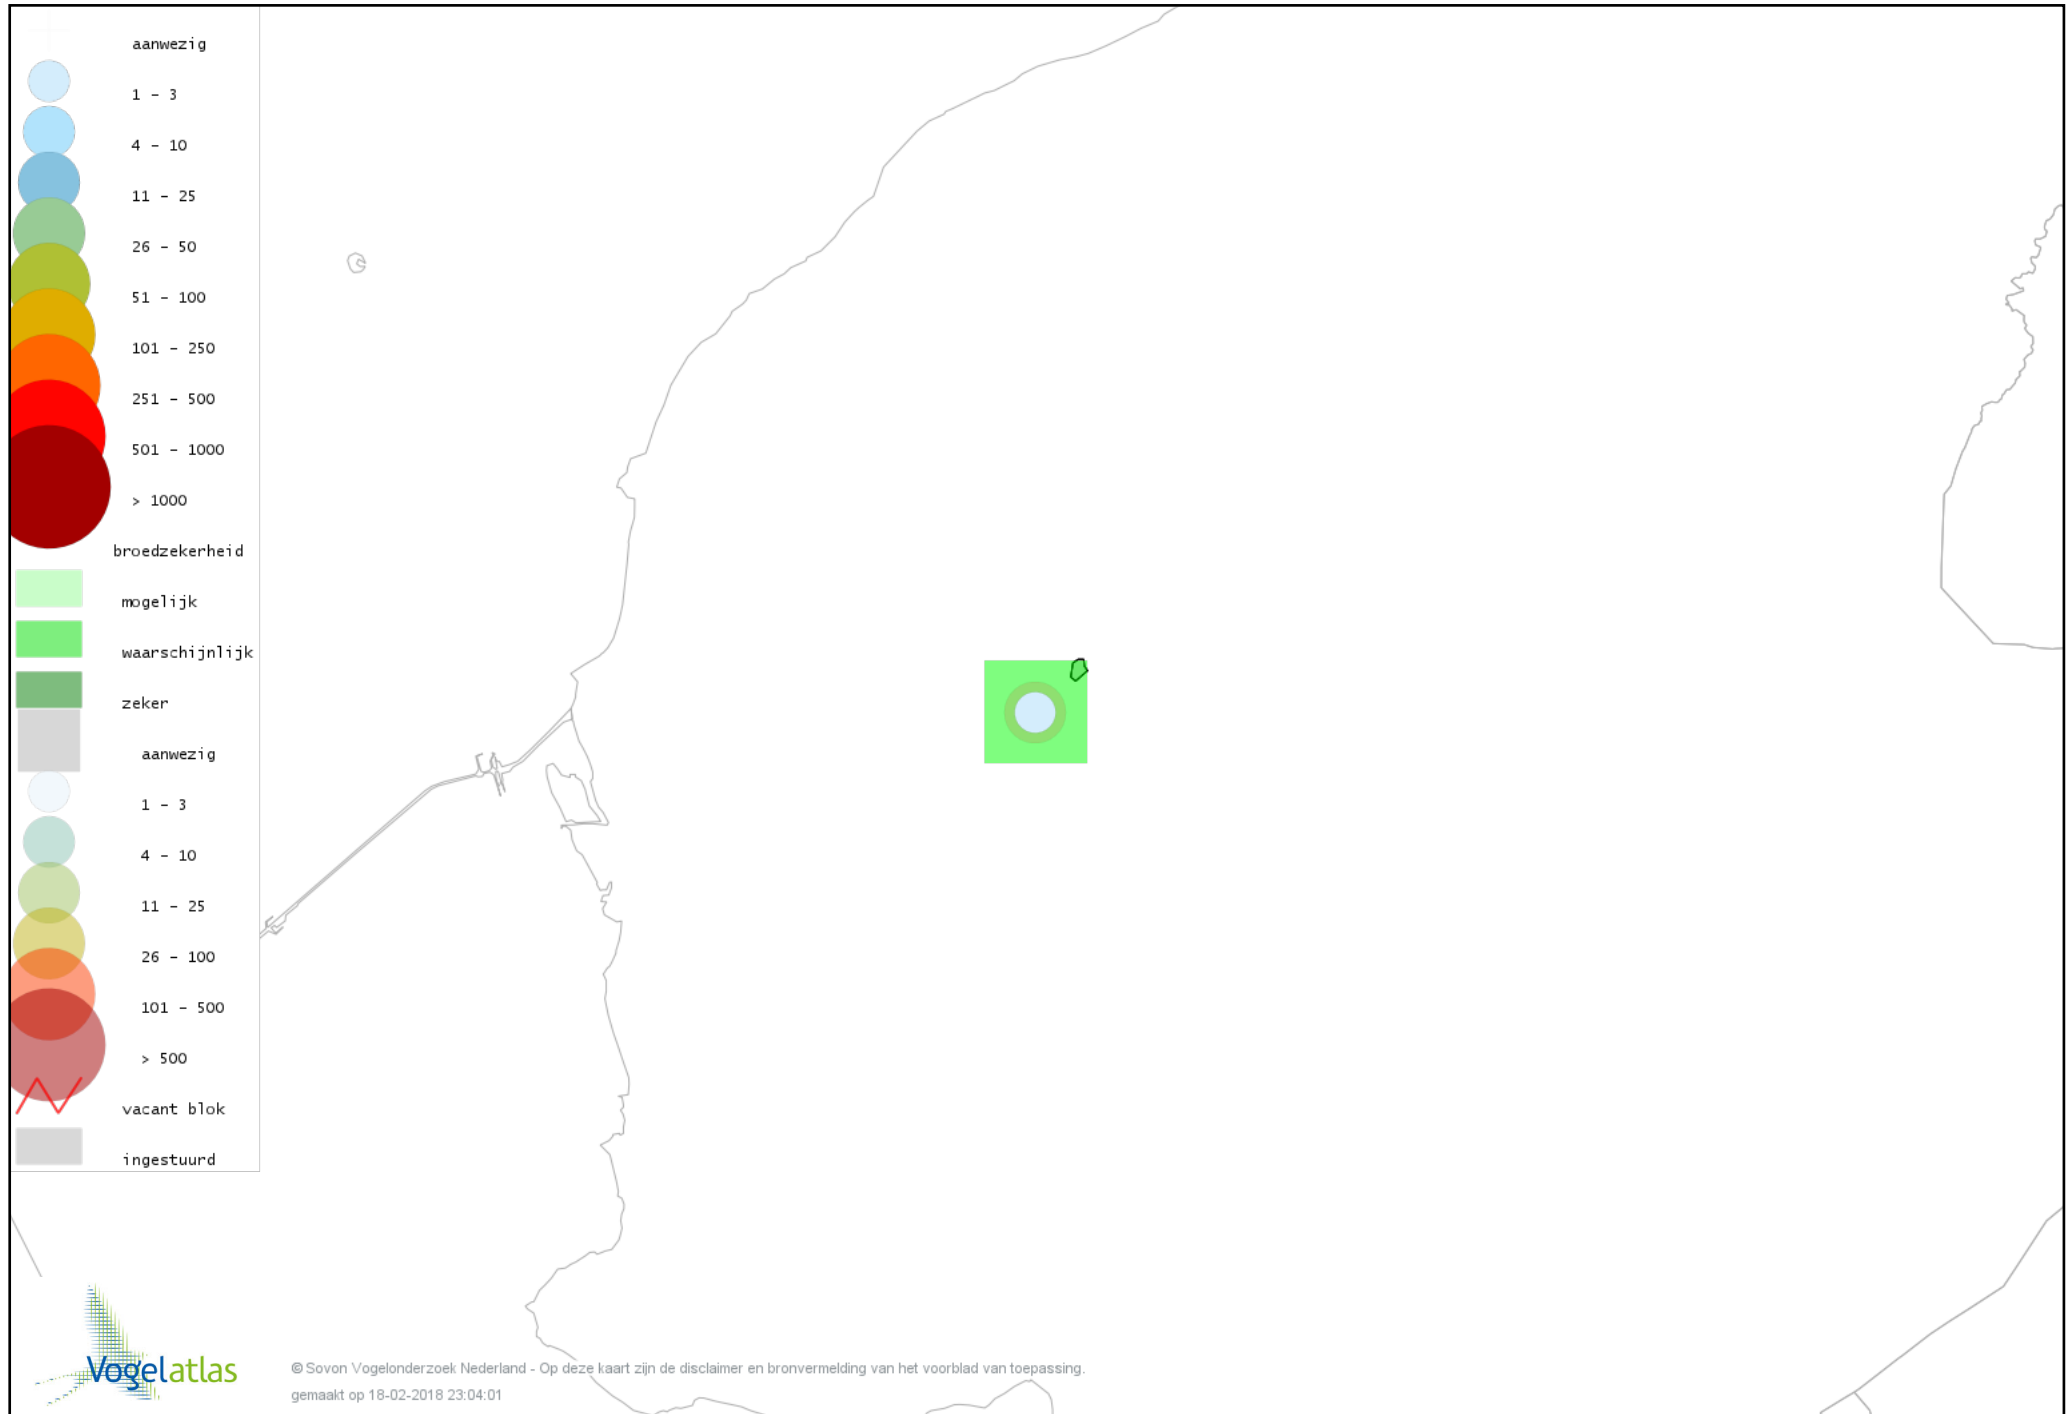 aanwezig
1 - 3
4 - 10
11 - 25
26 - 50
51 - 100
101 - 250
251 - 500
501 - 1000
> 1000
broedzekerheid
mogelijk
waarschijnlijk
zeker
aanwezig
1 - 3
4 - 10
11 - 25
26 - 100
101 - 500
> 500
vacant blok
ingestuurd
Vogelatlas
© Sovon Vogelonderzoek Nederland - Op deze kaart zijn de disclaimer en bronvermelding van het voorblad van toepassing.
gemaakt op 18-02-2018 23:04:01